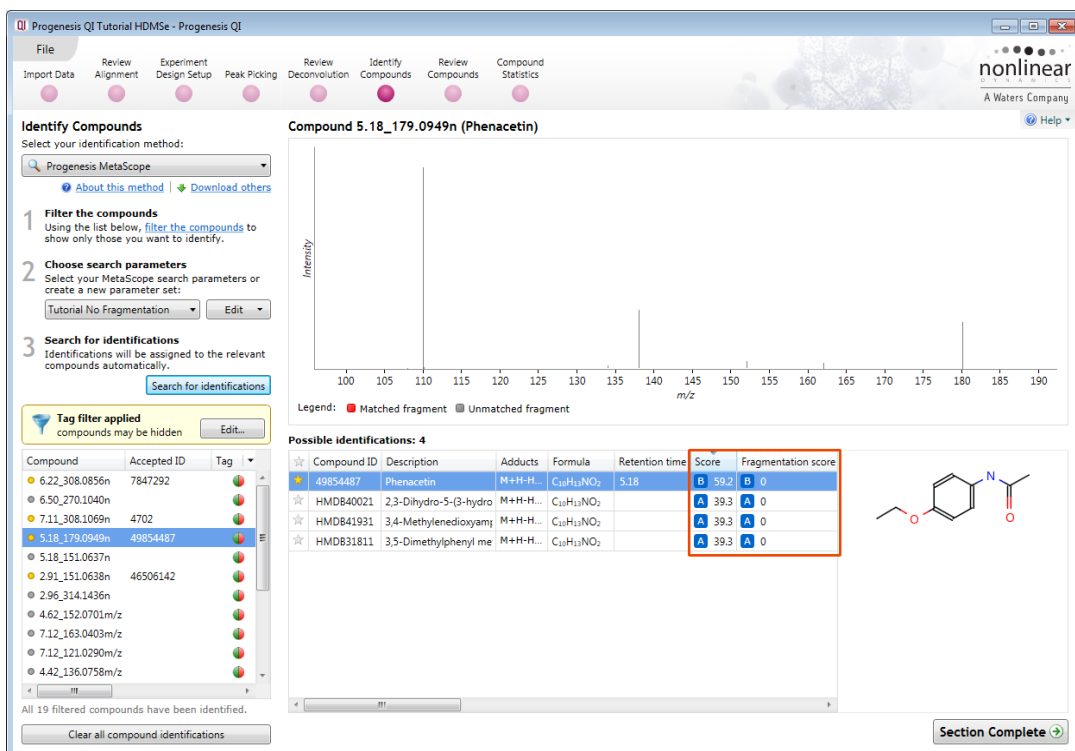 QI Progenesis QI Tutorial HDMSe - Progenesis QI
File
Import Data
Review Alignment
Experiment Design Setup
Peak Picking
Review Deconvolution
Identify Compounds
Review Compounds
Compound Statistics
nonlinear
DYNAMICS
A Waters Company
Help
Identify Compounds
Select your identification method:
Progenesis MetaScope
About this method | Download others
1 Filter the compounds
Using the list below, filter the compounds to
show only those you want to identify.
2 Choose search parameters
Select your MetaScope search parameters or
create a new parameter set:
Tutorial No Fragmentation Edit
3 Search for identifications
Identifications will be assigned to the relevant
compounds automatically.
Search for identifications
Tag filter applied
compounds may be hidden Edit...
Compound Accepted ID Tag
6.22_308.0856n 7847292
6.50_270.1040n
7.11_308.1069n 4702
5.18_179.0949n 49854487
5.18_151.0637n
2.91_151.0638n 46506142
2.96_314.1436n
4.62_152.0701m/z
7.12_163.0403m/z
7.12_121.0290m/z
4.42_136.0758m/z
All 19 filtered compounds have been identified.
Clear all compound identifications
Compound 5.18_179.0949n (Phenacetin)
Intensity
100 105 110 115 120 125 130 135 140 145 150 155 160 165 170 175 180 185 190
m/z
Legend: Matched fragment Unmatched fragment
Possible identifications: 4
Compound ID Description Adducts Formula Retention time Score Fragmentation score
49854487 Phenacetin M+H-H... C₁₀H₁₃NO₂ 5.18 B 59.2 B 0
HMDB40021 2,3-Dihydro-5-(3-hydro M+H-H... C₁₀H₁₃NO₂ A 39.3 A 0
HMDB41931 3,4-Methylenedioxyamp M+H-H... C₁₀H₁₃NO₂ A 39.3 A 0
HMDB31811 3,5-Dimethylphenyl me M+H-H... C₁₀H₁₃NO₂ A 39.3 A 0
N
O
O
Section Complete